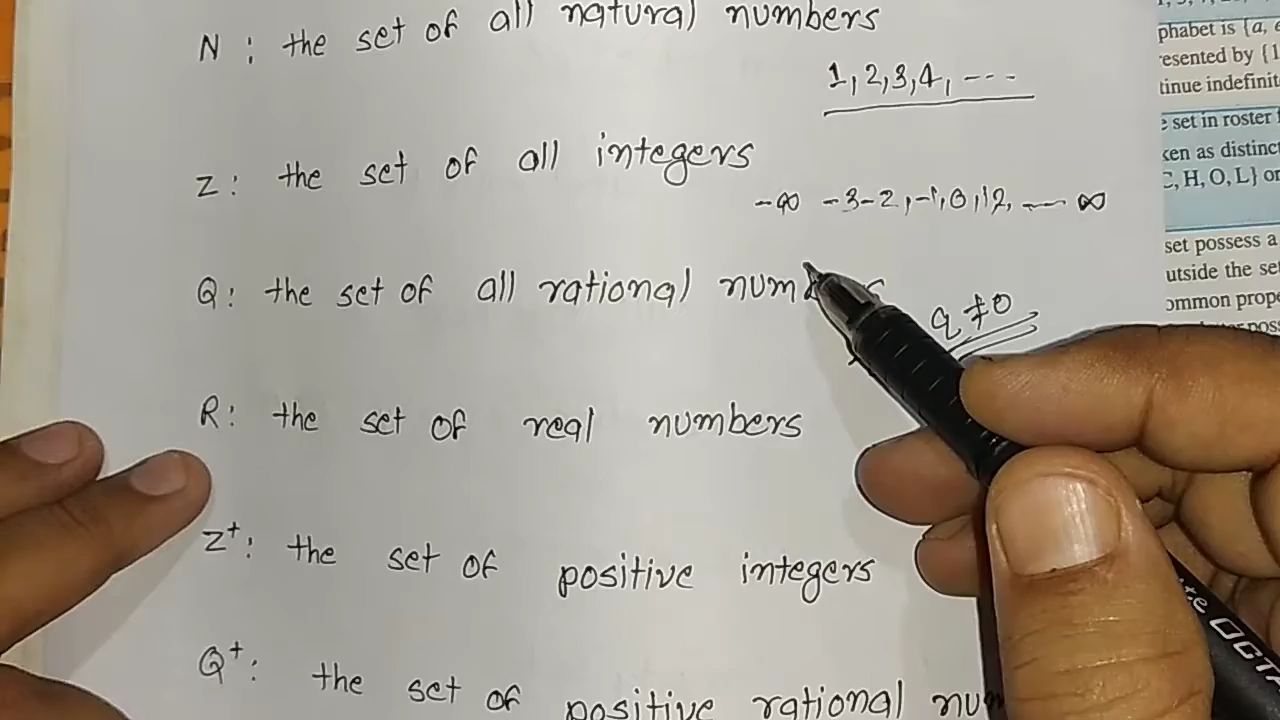 N : the set of all natural numbers
1, 2, 3, 4, ---
Z : the set of all integers
-∞ -3 -2, -1, 0, 1 2, --- ∞
Q : the set of all rational
q ≠ 0
R : the set of real numbers
Z+ : the set of positive integers
Q+ : the set of positive rational
phabet is {a,
esented by {1
tinue indefinit
set in roster
ken as distinct
C, H, O, L} or
set possess a
utside the set
ommon prope